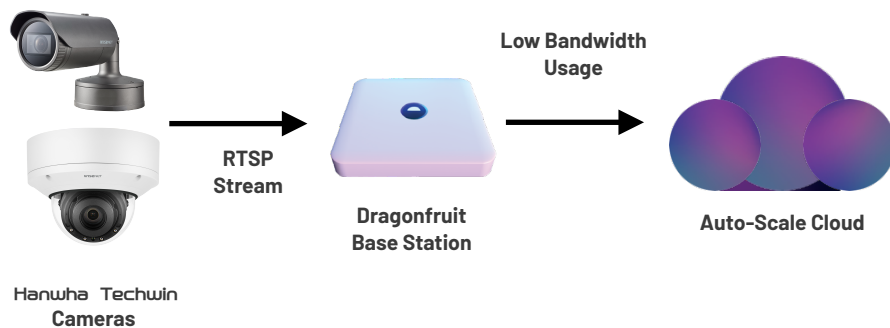 Low Bandwidth
Usage
RTSP
Stream
Dragonfruit
Base Station
Auto-Scale Cloud
Hanwha Techwin
Cameras